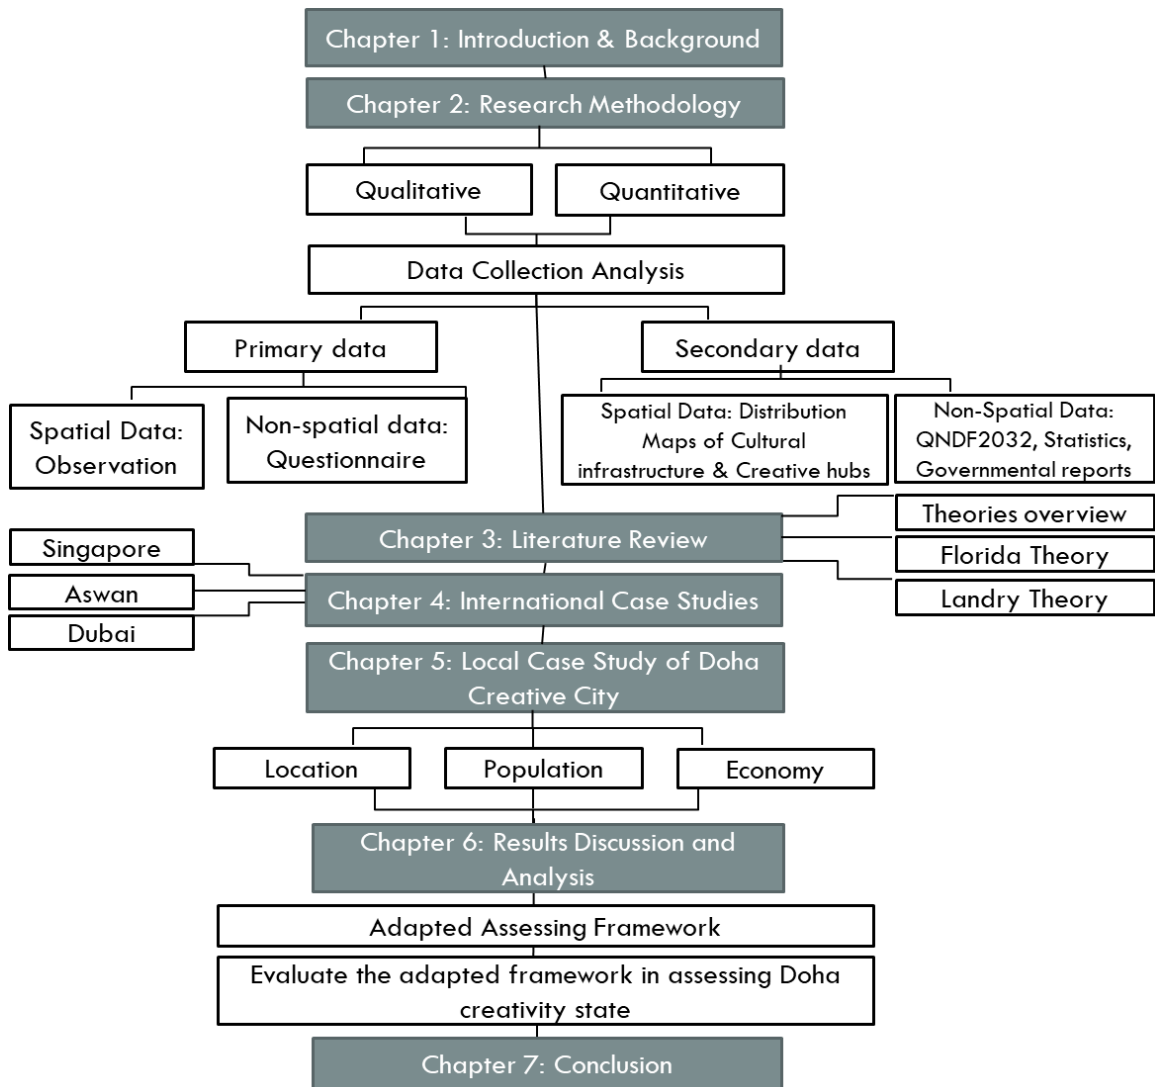 Chapter 1: Introduction & Background
Chapter 2: Research Methodology
Qualitative
Quantitative
Data Collection Analysis
Primary data
Secondary data
Spatial Data:
Observation
Non-spatial data:
Questionnaire
Spatial Data: Distribution
Maps of Cultural
infrastructure & Creative hubs
Non-Spatial Data:
QNDF2032, Statistics,
Governmental reports
Chapter 3: Literature Review
Theories overview
Florida Theory
Landry Theory
Singapore
Aswan
Dubai
Chapter 4: International Case Studies
Chapter 5: Local Case Study of Doha
Creative City
Location
Population
Economy
Chapter 6: Results Discussion and
Analysis
Adapted Assessing Framework
Evaluate the adapted framework in assessing Doha
creativity state
Chapter 7: Conclusion